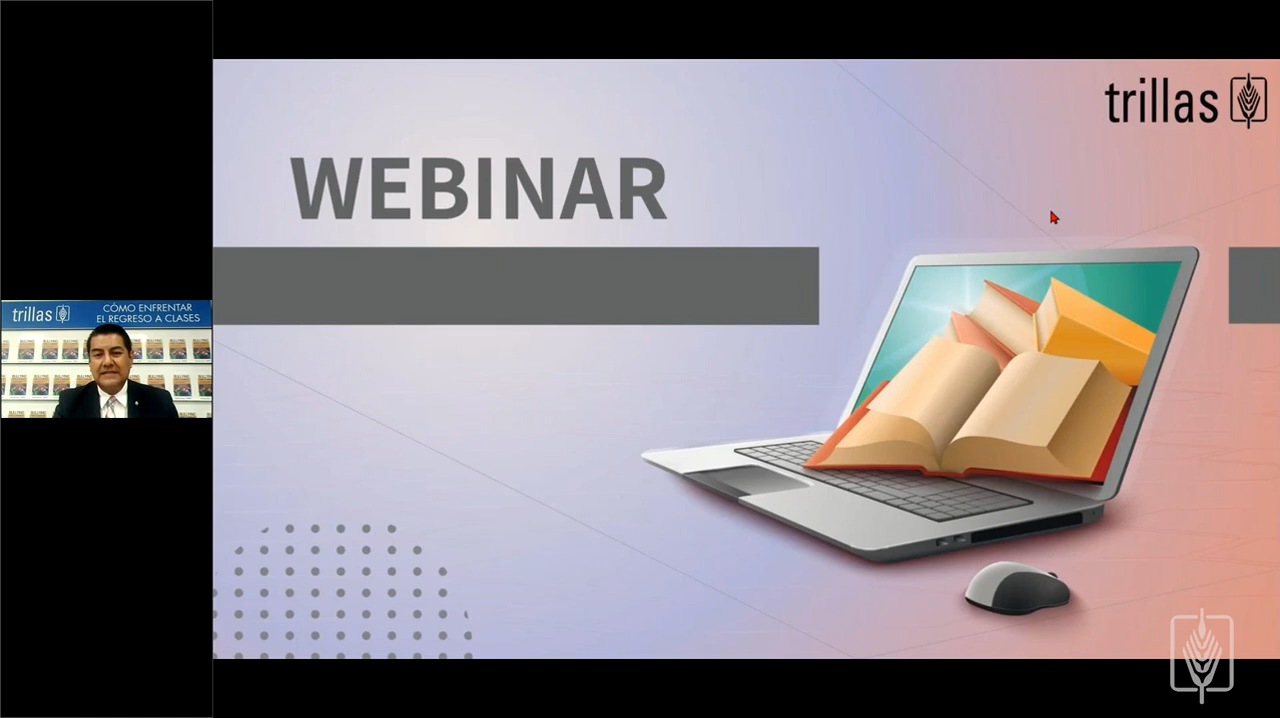 trillas
CÓMO ENFRENTAR
EL REGRESO A CLASES
WEBINAR
trillas